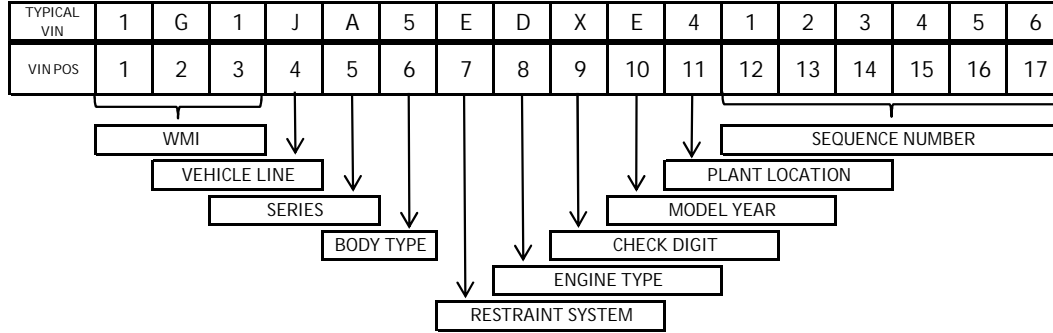 TYPICAL VIN 1 G 1 J A 5 E D X E 4 1 2 3 4 5 6
VIN POS 1 2 3 4 5 6 7 8 9 10 11 12 13 14 15 16 17
WMI SEQUENCE NUMBER
VEHICLE LINE PLANT LOCATION
SERIES MODEL YEAR
BODY TYPE CHECK DIGIT
ENGINE TYPE
RESTRAINT SYSTEM